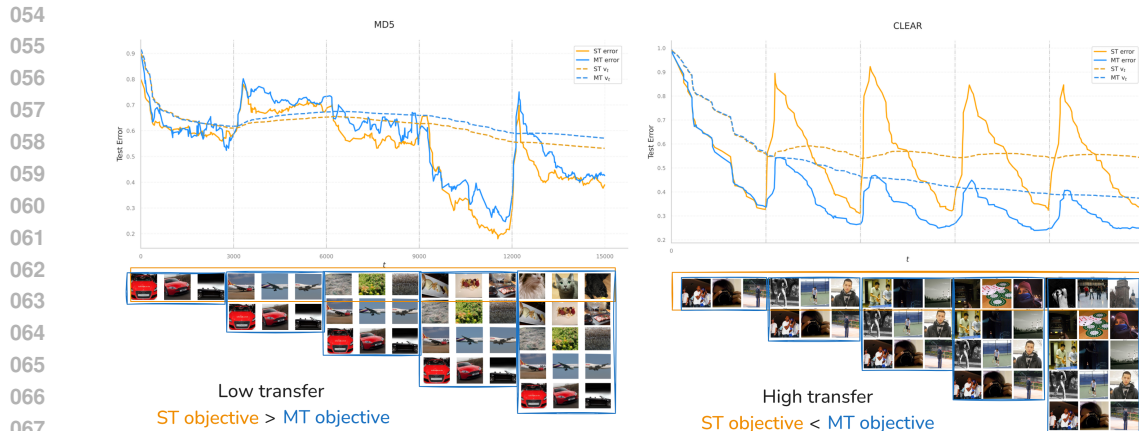 054
055
056
057
058
059
060
061
062
063
064
065
066
067
MD5
ST error
MT error
ST vₜ
MT vₜ
Test Error
0.9
0.8
0.7
0.6
0.5
0.4
0.3
0.2
0
3000
6000
9000
12000
15000
t
Low transfer
ST objective > MT objective
CLEAR
ST error
MT error
ST vₜ
MT vₜ
Test Error
1.0
0.9
0.8
0.7
0.6
0.5
0.4
0.3
0.2
0
t
High transfer
ST objective < MT objective